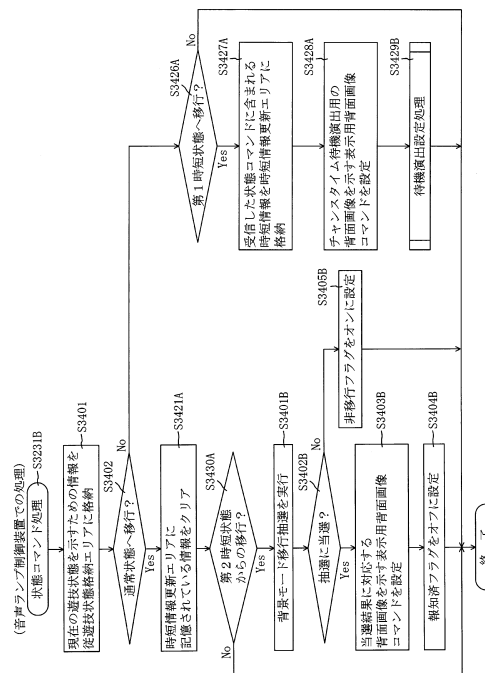 (音声ランプ制御装置での処理)
状態コマンド処理
S3231B
現在の遊技状態を示すための情報を
従遊技状態格納エリアに格納
S3401
通常状態へ移行?
S3402
No
Yes
時短情報更新エリアに
記憶されている情報をクリア
S3421A
第2時短状態
からの移行?
S3430A
No
Yes
背景モード移行抽選を実行
S3401B
抽選に当選?
S3402B
No
Yes
当選結果に対応する
背面画像を示す表示用背面画像
コマンドを設定
S3403B
報知済フラグをオフに設定
S3404B
非移行フラグをオンに設定
S3405B
第1時短状態へ移行?
S3426A
No
Yes
受信した状態コマンドに含まれる
時短情報を時短情報更新エリアに
格納
S3427A
チャンスタイム待機演出用の
背面画像を示す表示用背面画像
コマンドを設定
S3428A
待機演出設定処理
S3429B
終了